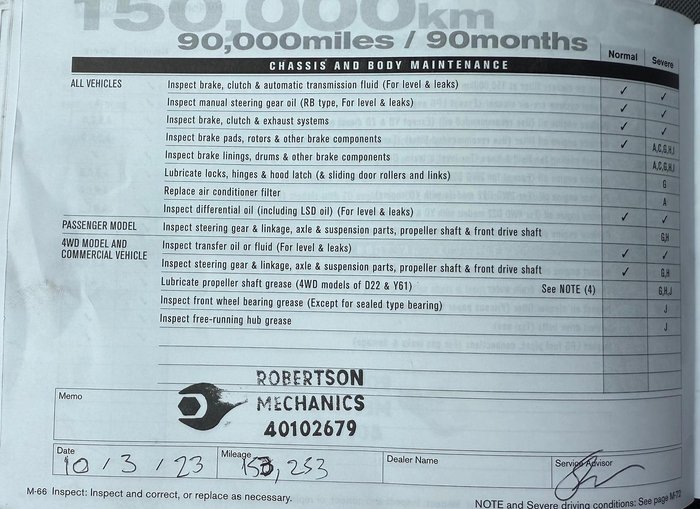 150,000km
90,000miles / 90months
Normal Severe
CHASSIS AND BODY MAINTENANCE
ALL VEHICLES Inspect brake, clutch & automatic transmission fluid (For level & leaks) ✓ ✓
Inspect manual steering gear oil (RB type, For level & leaks) ✓ ✓
Inspect brake, clutch & exhaust systems ✓ ✓
Inspect brake pads, rotors & other brake components ✓ A,C,G,H,J
Inspect brake linings, drums & other brake components A,C,G,H,J
Lubricate locks, hinges & hood latch (& sliding door rollers and links) G
Replace air conditioner filter A
Inspect differential oil (including LSD oil) (For level & leaks) ✓ ✓
PASSENGER MODEL Inspect steering gear & linkage, axle & suspension parts, propeller shaft & front drive shaft G,H
4WD MODEL AND Inspect transfer oil or fluid (For level & leaks) ✓ ✓
COMMERCIAL VEHICLE Inspect steering gear & linkage, axle & suspension parts, propeller shaft & front drive shaft ✓ G,H
Lubricate propeller shaft grease (4WD models of D22 & Y61) See NOTE (4) G,H,J
Inspect front wheel bearing grease (Except for sealed type bearing) J
Inspect free-running hub grease J
ROBERTSON
MECHANICS
40102679
Memo
Date Mileage Dealer Name Service Advisor
10 / 3 / 23 153,253
M-66 Inspect: Inspect and correct, or replace as necessary.
NOTE and Severe driving conditions: See page M-72